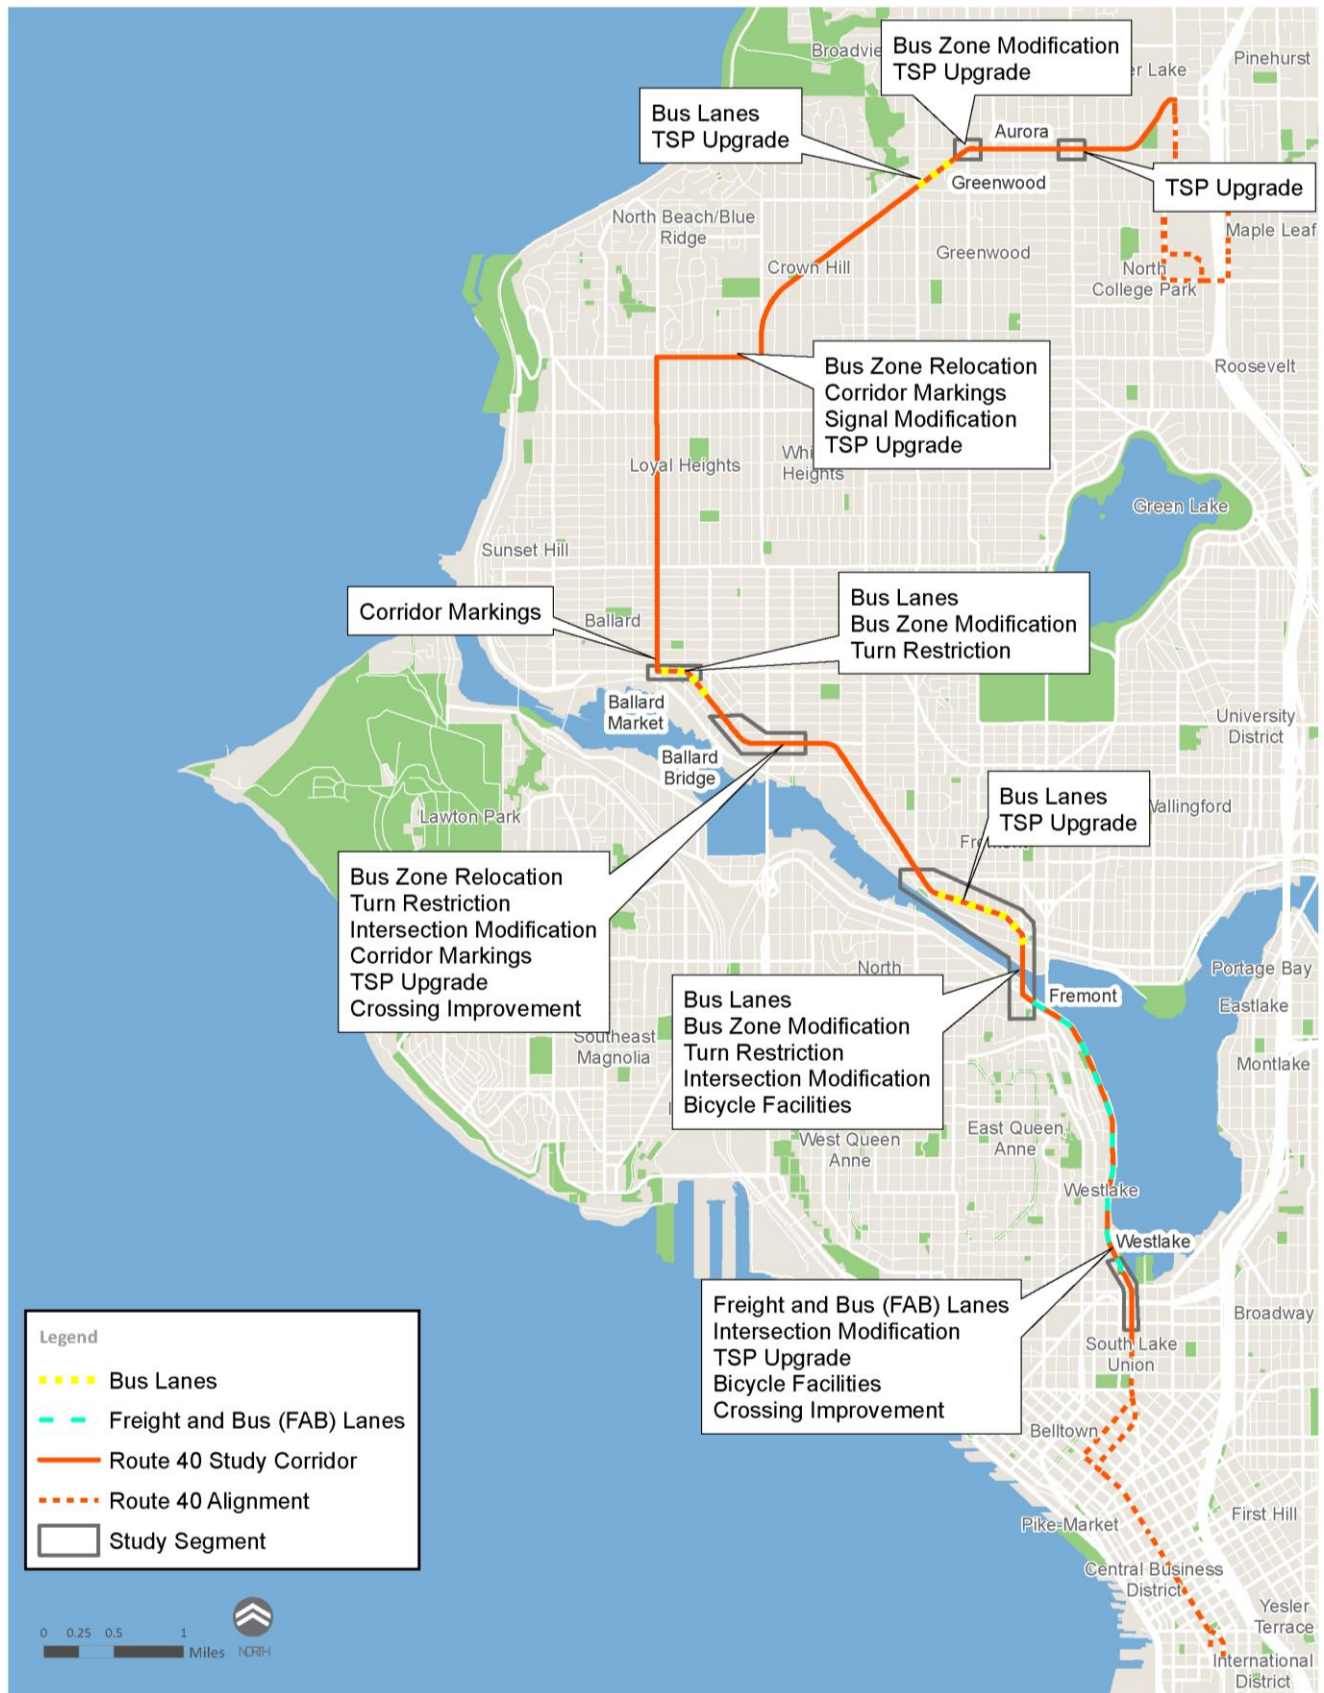 Broadvie
Bus Zone Modification
TSP Upgrade
er Lake
Pinehurst
Bus Lanes
TSP Upgrade
Aurora
Greenwood
TSP Upgrade
North Beach/Blue
Ridge
Maple Leaf
Greenwood
Crown Hill
North
College Park
Bus Zone Relocation
Corridor Markings
Signal Modification
TSP Upgrade
Roosevelt
Loyal Heights
Whi
Heights
Green Lake
Sunset Hill
Corridor Markings
Ballard
Bus Lanes
Bus Zone Modification
Turn Restriction
Ballard
Market
University
District
Ballard
Bridge
Bus Lanes
TSP Upgrade
Wallingford
Lawton Park
Fremont
Bus Zone Relocation
Turn Restriction
Intersection Modification
Corridor Markings
TSP Upgrade
Crossing Improvement
North
Portage Bay
Fremont
Eastlake
Bus Lanes
Bus Zone Modification
Turn Restriction
Intersection Modification
Bicycle Facilities
Southeast
Magnolia
Montlake
West Queen
Anne
East Queen
Anne
Westlake
Westlake
Freight and Bus (FAB) Lanes
Intersection Modification
TSP Upgrade
Bicycle Facilities
Crossing Improvement
Broadway
South Lake
Union
Belltown
Pike-Market
First Hill
Central Business
District
Yesler
Terrace
International
District
Legend
Bus Lanes
Freight and Bus (FAB) Lanes
Route 40 Study Corridor
Route 40 Alignment
Study Segment
0 0.25 0.5 1
Miles
NORTH